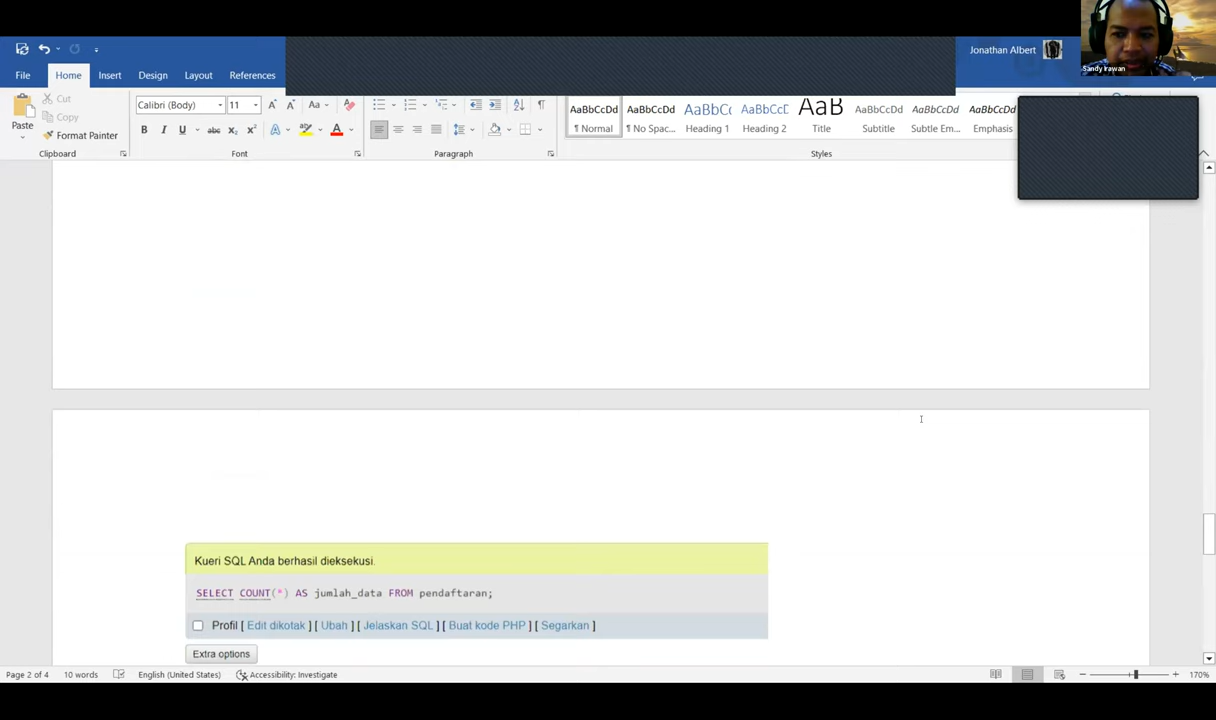 Jonathan Albert
Sandy Irawan
File Home Insert Design Layout References
Paste
Cut
Copy
Format Painter
Clipboard
Calibri (Body) 11
Font
Paragraph
AaBbCcDd AaBbCcDd AaBbCc AaBbCcD AaB AaBbCcD AaBbCcDd AaBbCcDd
¶ Normal ¶ No Spac... Heading 1 Heading 2 Title Subtitle Subtle Em... Emphasis
Styles
Kueri SQL Anda berhasil dieksekusi.
SELECT COUNT(*) AS jumlah_data FROM pendaftaran;
Profil [ Edit dikotak ] [ Ubah ] [ Jelaskan SQL ] [ Buat kode PHP ] [ Segarkan ]
Extra options
Page 2 of 4 10 words English (United States) Accessibility: Investigate 170%